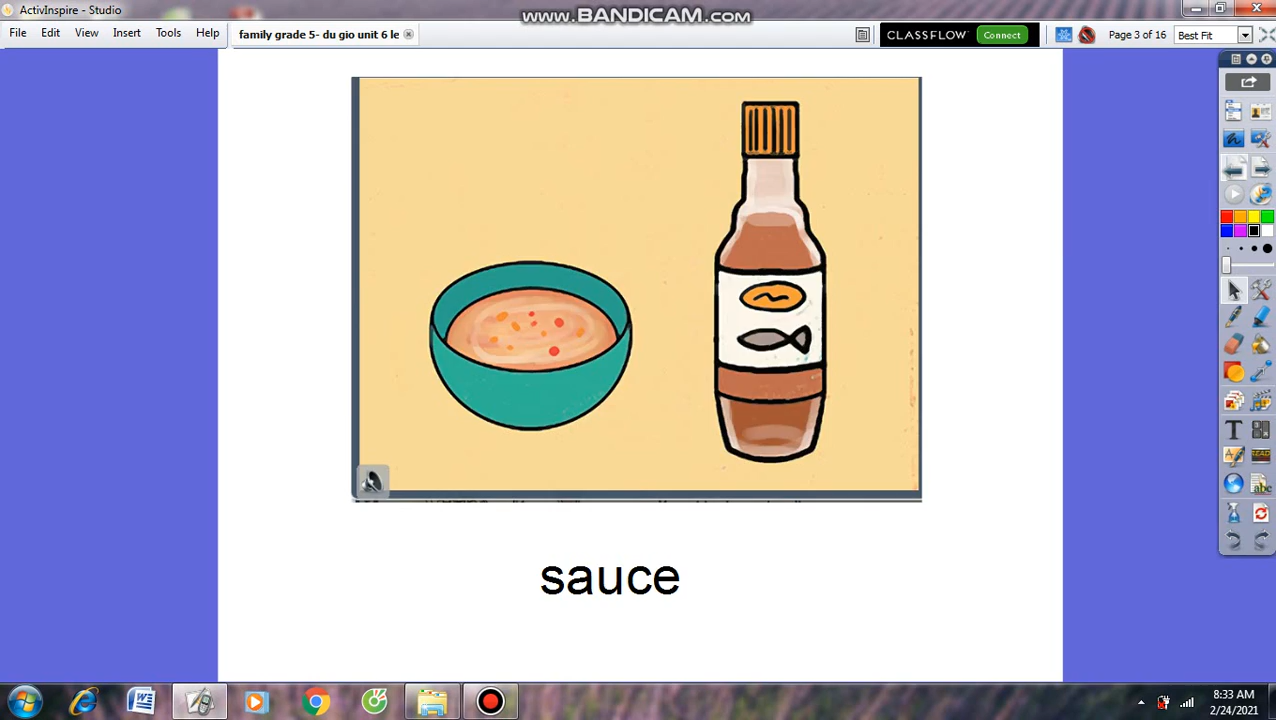 ActivInspire - Studio
www.BANDICAM.com
File Edit View Insert Tools Help
family grade 5- du gio unit 6 le
CLASSFLOW Connect
Page 3 of 16
Best Fit
sauce
8:33 AM
2/24/2021